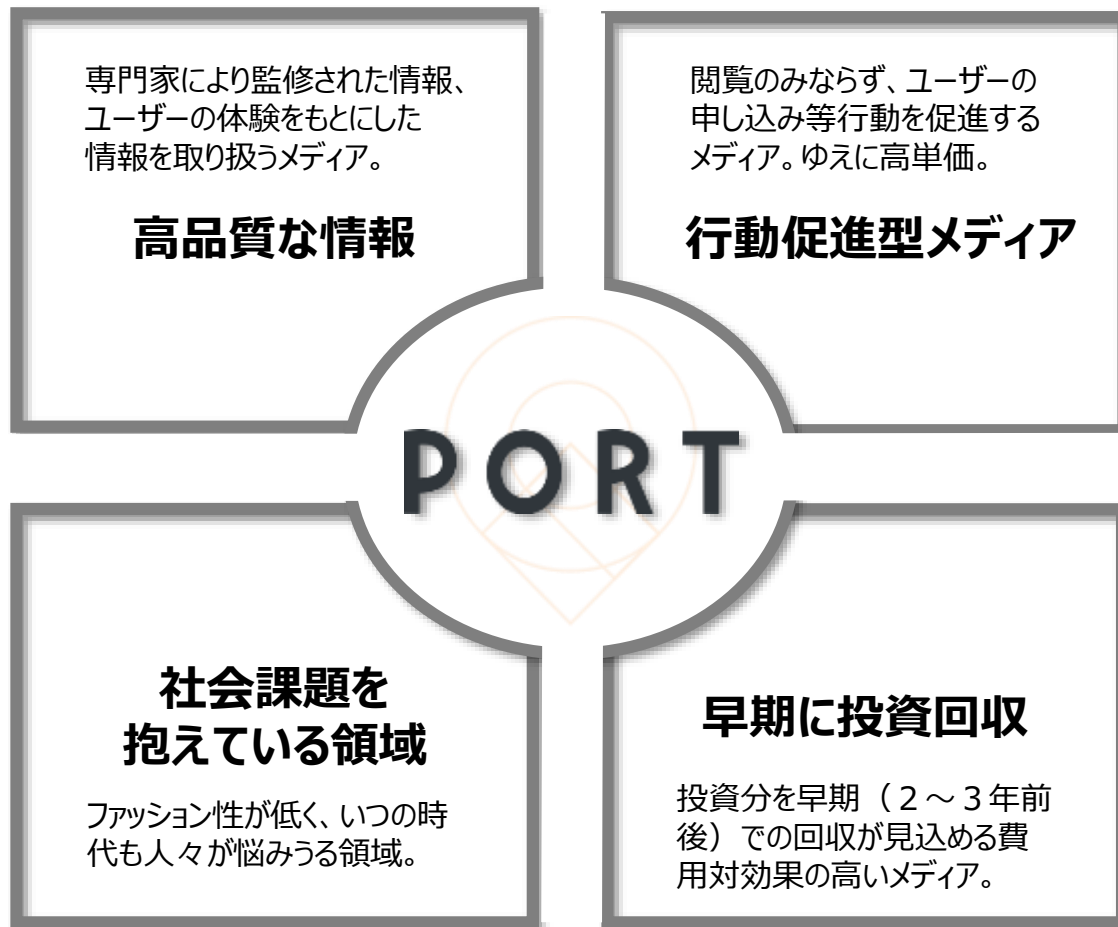 専門家により監修された情報、
ユーザーの体験をもとにした
情報を取り扱うメディア。
高品質な情報
閲覧のみならず、ユーザーの
申し込み等行動を促進する
メディア。ゆえに高単価。
行動促進型メディア
PORT
社会課題を
抱えている領域
ファッション性が低く、いつの時
代も人々が悩みうる領域。
早期に投資回収
投資分を早期（２～３年前
後）での回収が見込める費
用対効果の高いメディア。